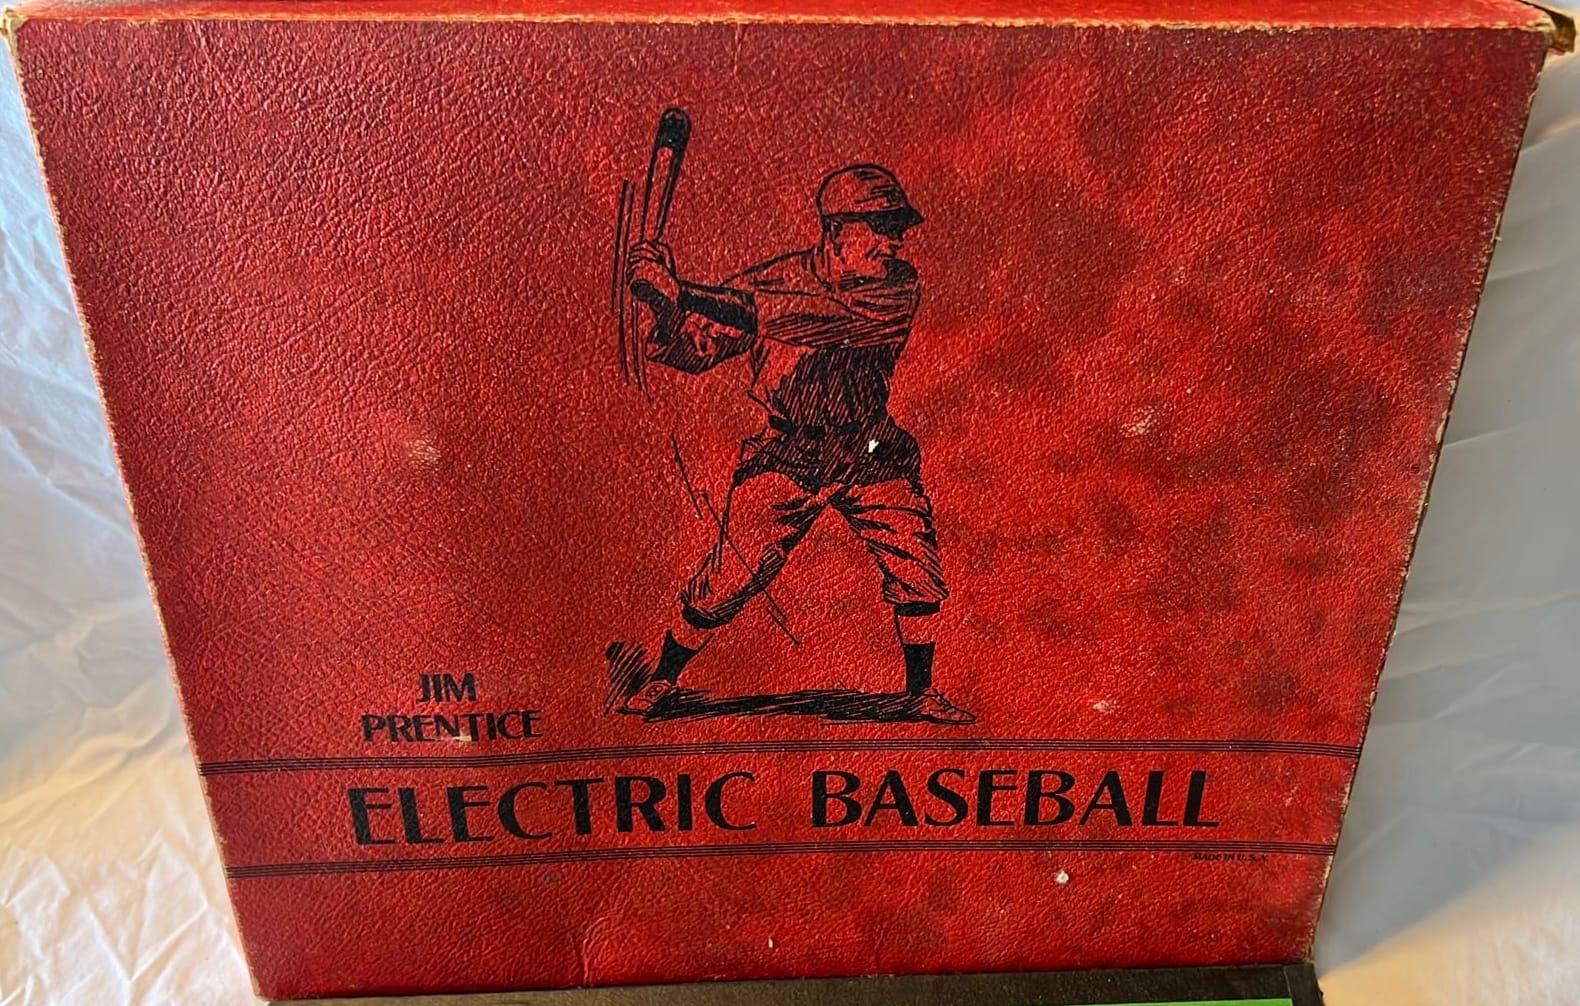 JIM
PRENTICE
ELECTRIC BASEBALL
MADE IN U.S.A.